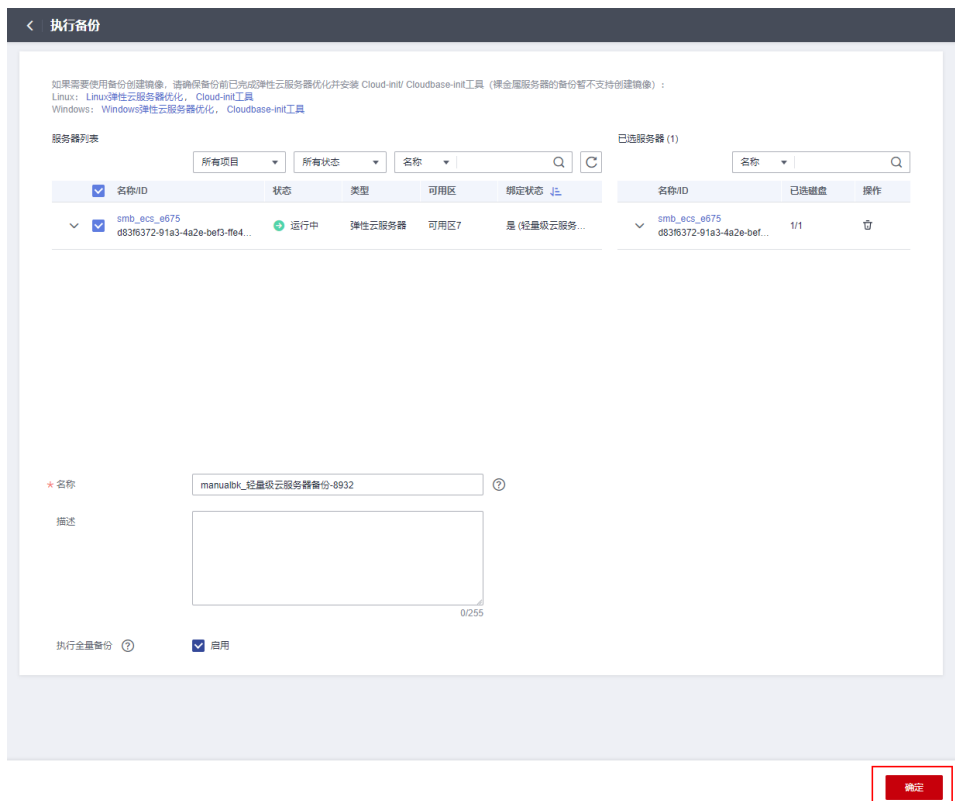 执行备份
如果需要使用备份创建镜像，请确保备份前已完成弹性云服务器优化并安装 Cloud-init/ Cloudbase-init工具（裸金属服务器的备份暂不支持创建镜像）:
Linux： Linux弹性云服务器优化， Cloud-init工具
Windows： Windows弹性云服务器优化， Cloudbase-init工具
服务器列表
已选服务器 (1)
所有项目 所有状态 名称
名称
名称/ID 状态 类型 可用区 绑定状态
名称/ID 已选磁盘 操作
smb_ecs_e675
d83f6372-91a3-4a2e-bef3-ffe4...
运行中 弹性云服务器 可用区7 是 (轻量级云服务...
smb_ecs_e675
d83f6372-91a3-4a2e-bef...
1/1
* 名称 manualbk_轻量级云服务器备份-8932
描述
0/255
执行全量备份 启用
确定